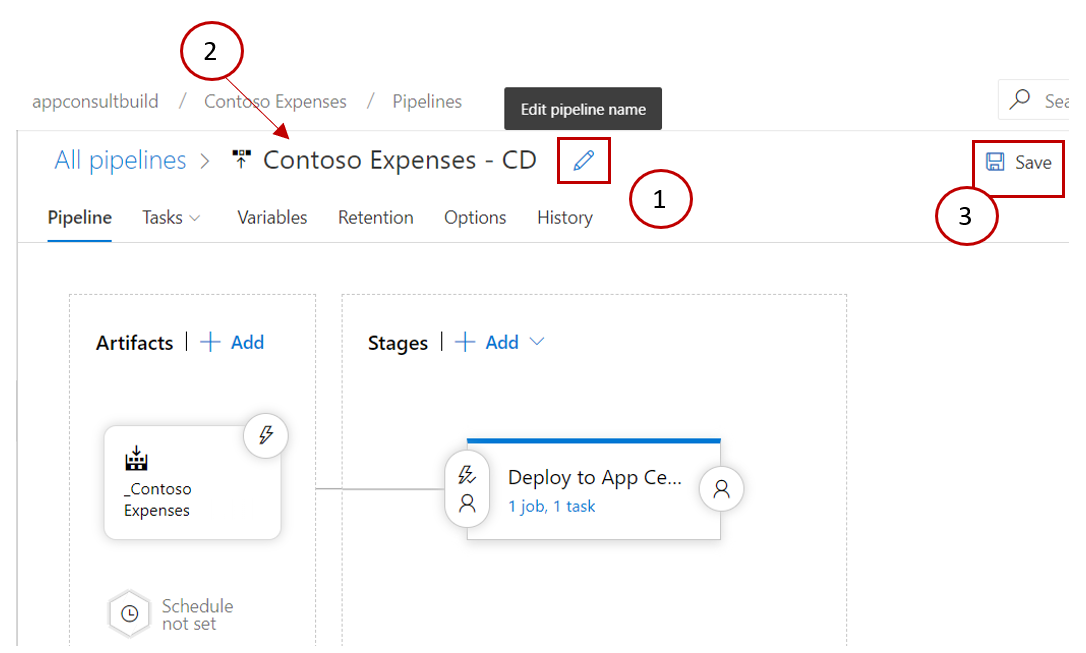 2
appconsultbuild / Contoso Expenses / Pipelines
Edit pipeline name
Sea
All pipelines > Contoso Expenses - CD
Save
1
3
Pipeline Tasks Variables Retention Options History
Artifacts | + Add
Stages | + Add
_Contoso
Expenses
Deploy to App Ce...
1 job, 1 task
Schedule
not set